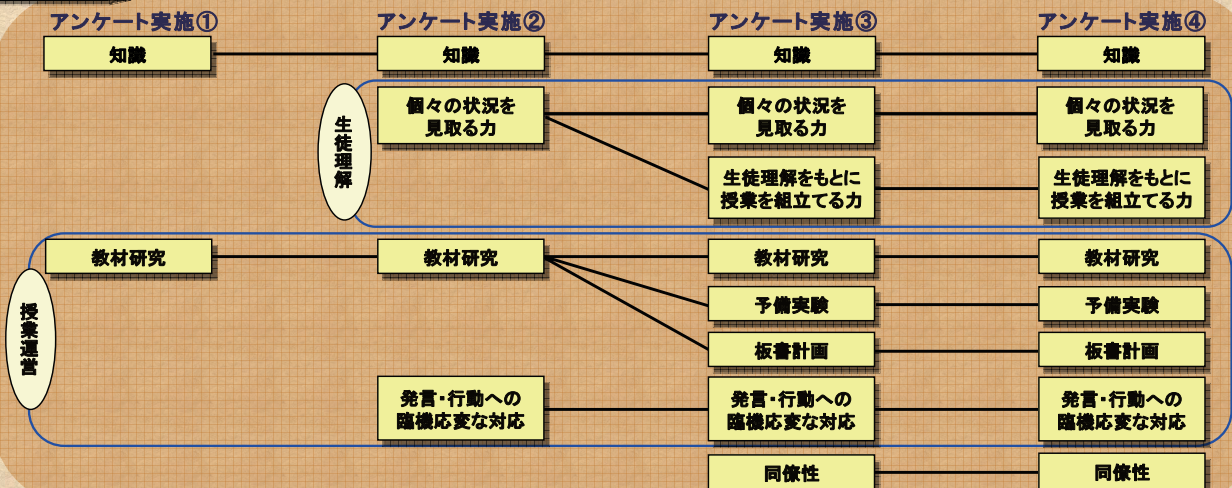 アンケート実施①
アンケート実施②
アンケート実施③
アンケート実施④
知識
知識
知識
知識
生徒理解
個々の状況を
見取る力
個々の状況を
見取る力
個々の状況を
見取る力
生徒理解をもとに
授業を組立てる力
生徒理解をもとに
授業を組立てる力
授業運営
教材研究
教材研究
教材研究
教材研究
予備実験
予備実験
板書計画
板書計画
発言・行動への
臨機応変な対応
発言・行動への
臨機応変な対応
発言・行動への
臨機応変な対応
同僚性
同僚性